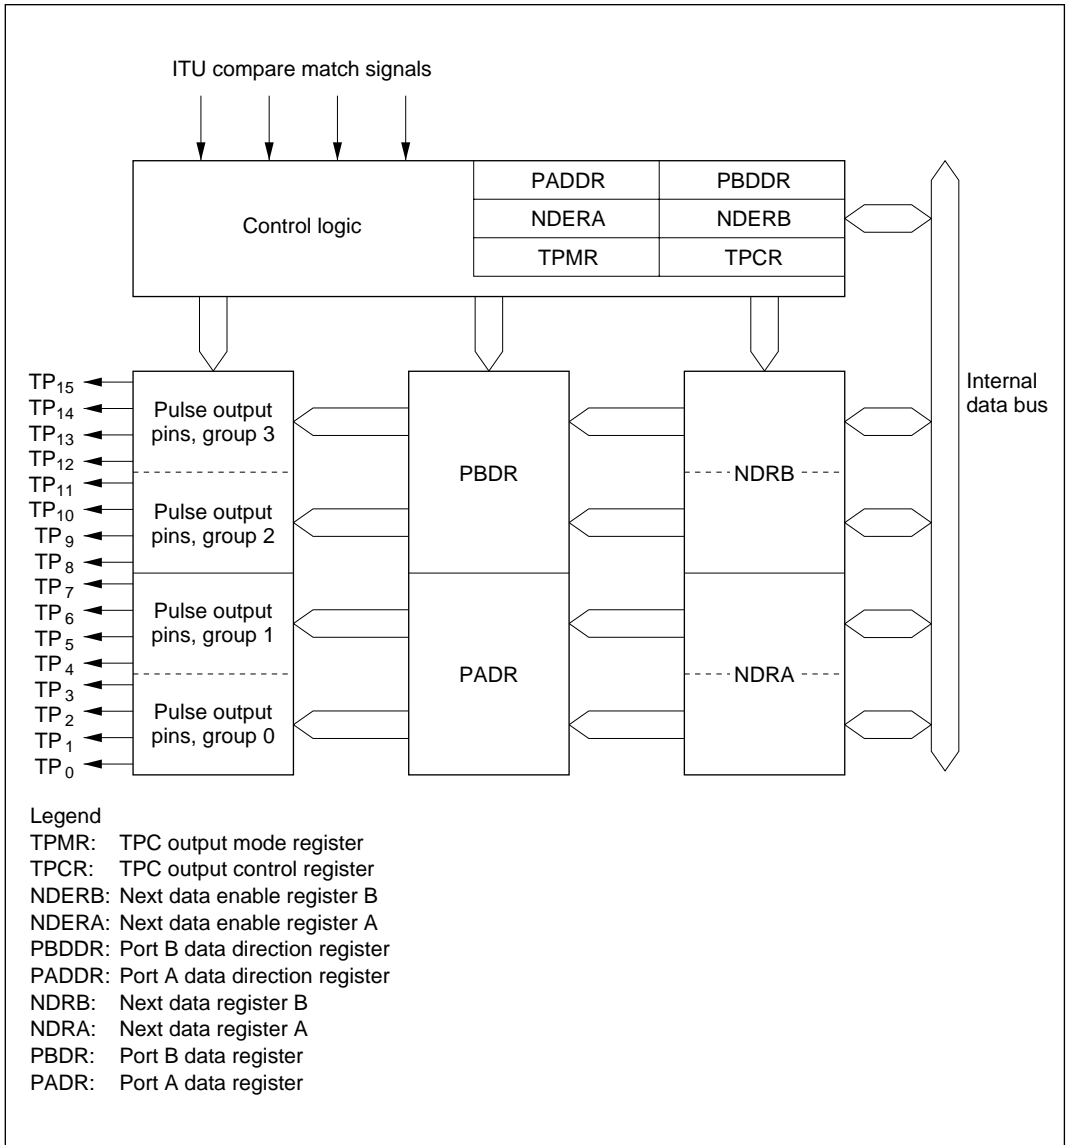 ITU compare match signals
PADDR PBDDR
Control logic NDERA NDERB
TPMR TPCR
TP15
TP14
TP13
TP12
TP11
TP10
TP9
TP8
TP7
TP6
TP5
TP4
TP3
TP2
TP1
TP0
Pulse output
pins, group 3
Pulse output
pins, group 2
Pulse output
pins, group 1
Pulse output
pins, group 0
PBDR
PADR
NDRB
NDRA
Internal
data bus
Legend
TPMR: TPC output mode register
TPCR: TPC output control register
NDERB: Next data enable register B
NDERA: Next data enable register A
PBDDR: Port B data direction register
PADDR: Port A data direction register
NDRB: Next data register B
NDRA: Next data register A
PBDR: Port B data register
PADR: Port A data register